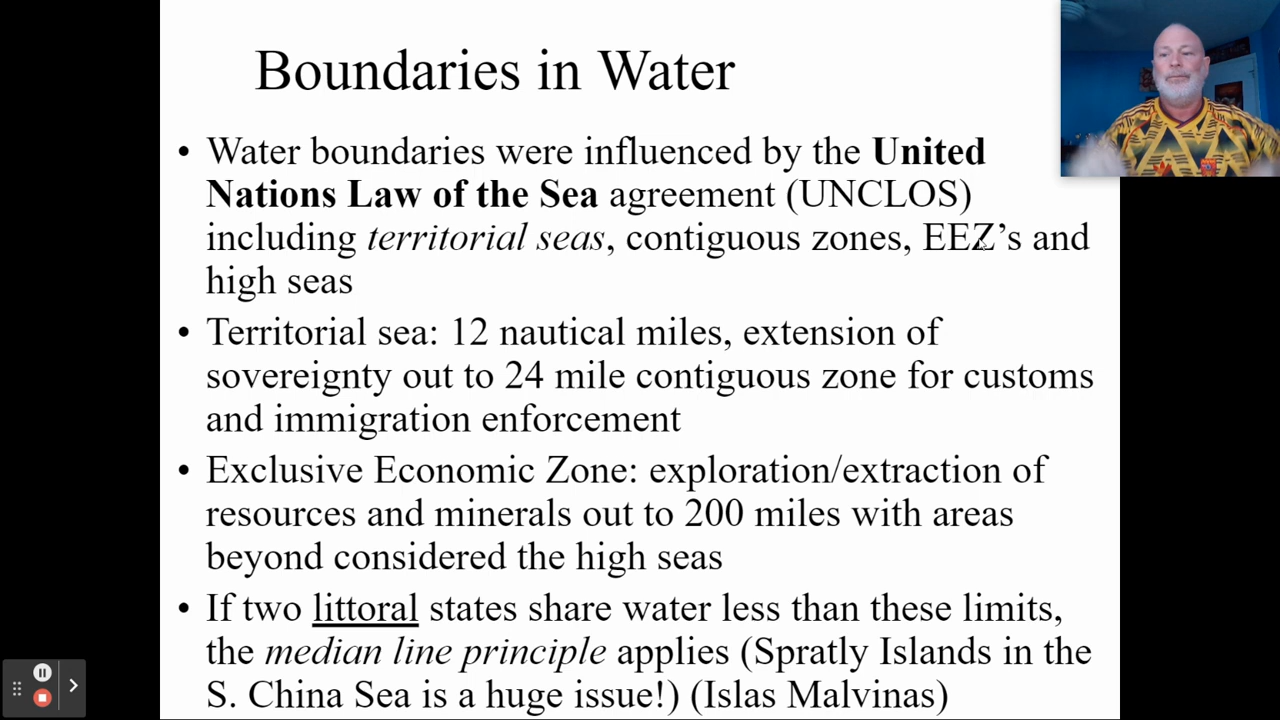 Boundaries in Water
• Water boundaries were influenced by the United
Nations Law of the Sea agreement (UNCLOS)
including territorial seas, contiguous zones, EEZ’s and
high seas
• Territorial sea: 12 nautical miles, extension of
sovereignty out to 24 mile contiguous zone for customs
and immigration enforcement
• Exclusive Economic Zone: exploration/extraction of
resources and minerals out to 200 miles with areas
beyond considered the high seas
• If two littoral states share water less than these limits,
the median line principle applies (Spratly Islands in the
S. China Sea is a huge issue!) (Islas Malvinas)